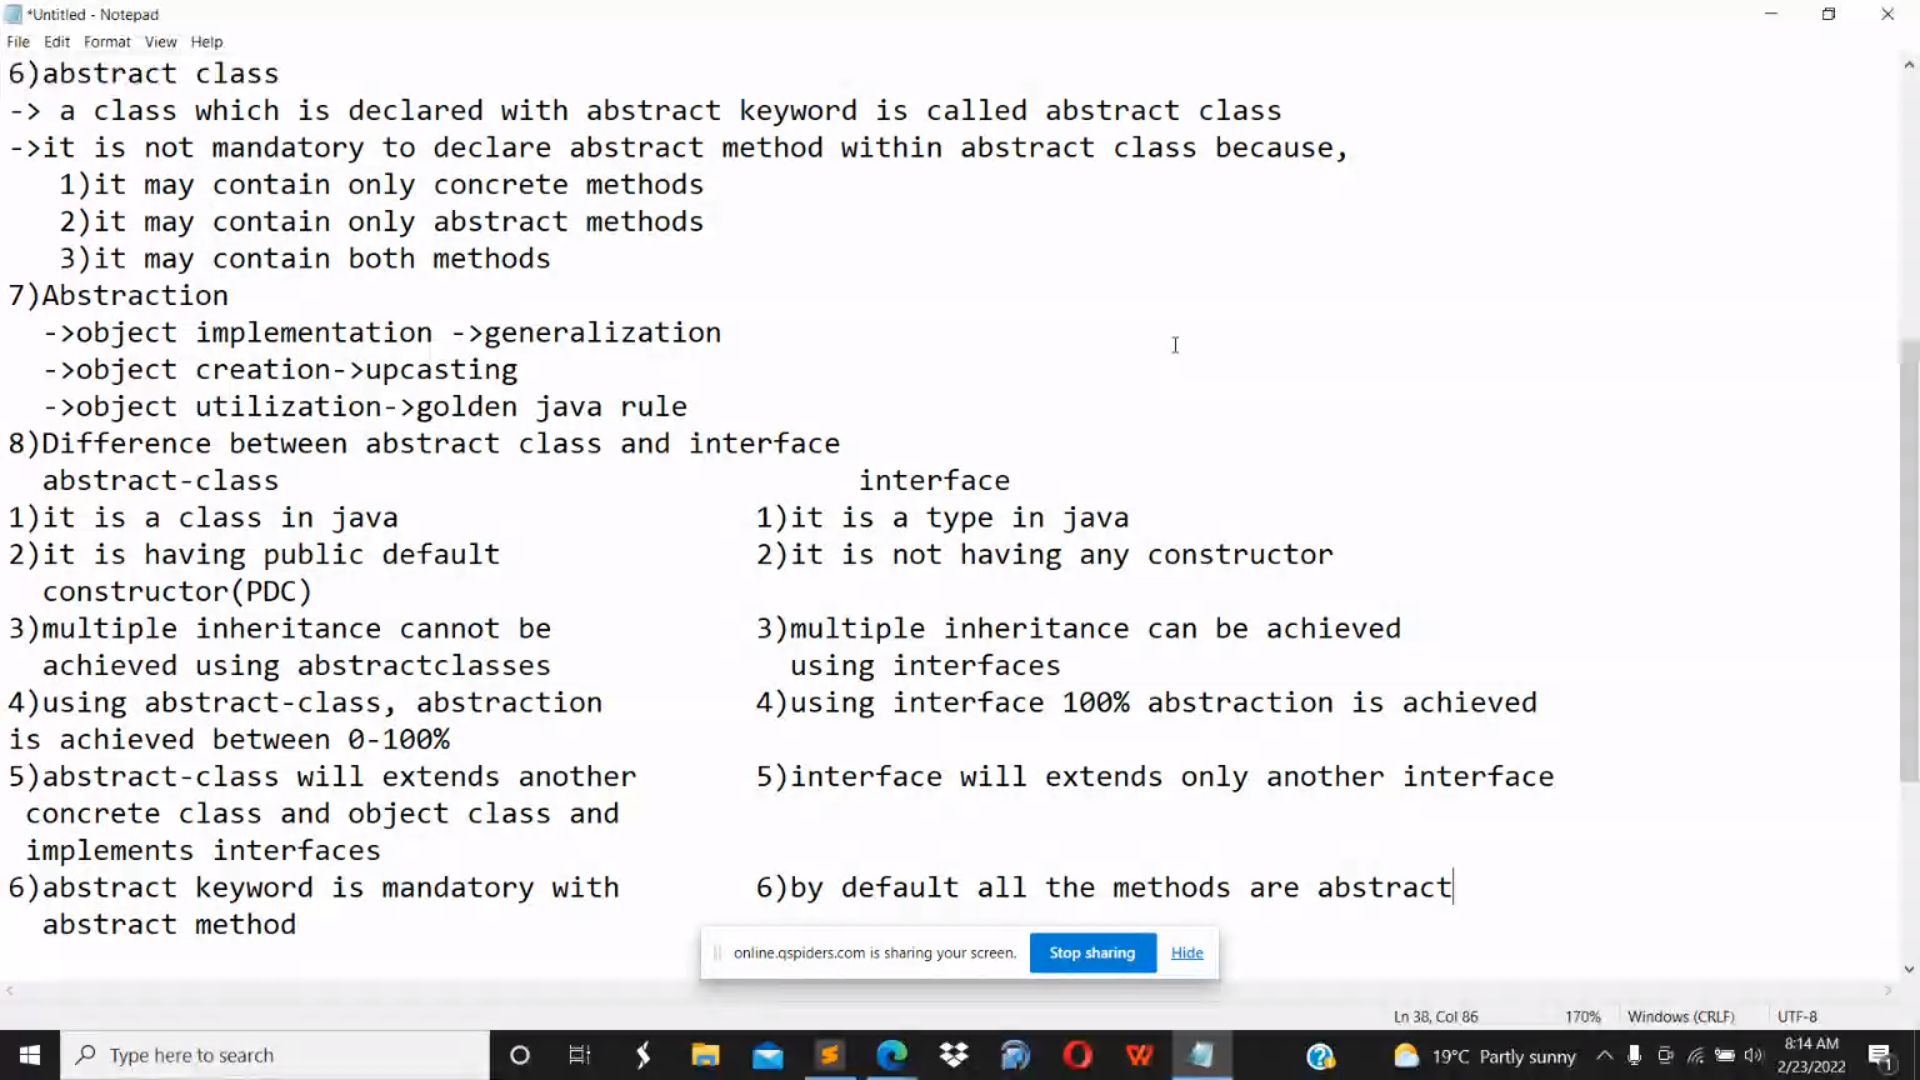 *Untitled - Notepad
File Edit Format View Help
6)abstract class
-> a class which is declared with abstract keyword is called abstract class
->it is not mandatory to declare abstract method within abstract class because,
1)it may contain only concrete methods
2)it may contain only abstract methods
3)it may contain both methods
7)Abstraction
->object implementation ->generalization
->object creation->upcasting
->object utilization->golden java rule
8)Difference between abstract class and interface
abstract-class interface
1)it is a class in java 1)it is a type in java
2)it is having public default 2)it is not having any constructor
constructor(PDC)
3)multiple inheritance cannot be 3)multiple inheritance can be achieved
achieved using abstractclasses using interfaces
4)using abstract-class, abstraction 4)using interface 100% abstraction is achieved
is achieved between 0-100%
5)abstract-class will extends another 5)interface will extends only another interface
concrete class and object class and
implements interfaces
6)abstract keyword is mandatory with 6)by default all the methods are abstract
abstract method
online.qspiders.com is sharing your screen. Stop sharing Hide
Ln 38, Col 86 170% Windows (CRLF) UTF-8
Type here to search 19°C Partly sunny 8:14 AM
2/23/2022 1